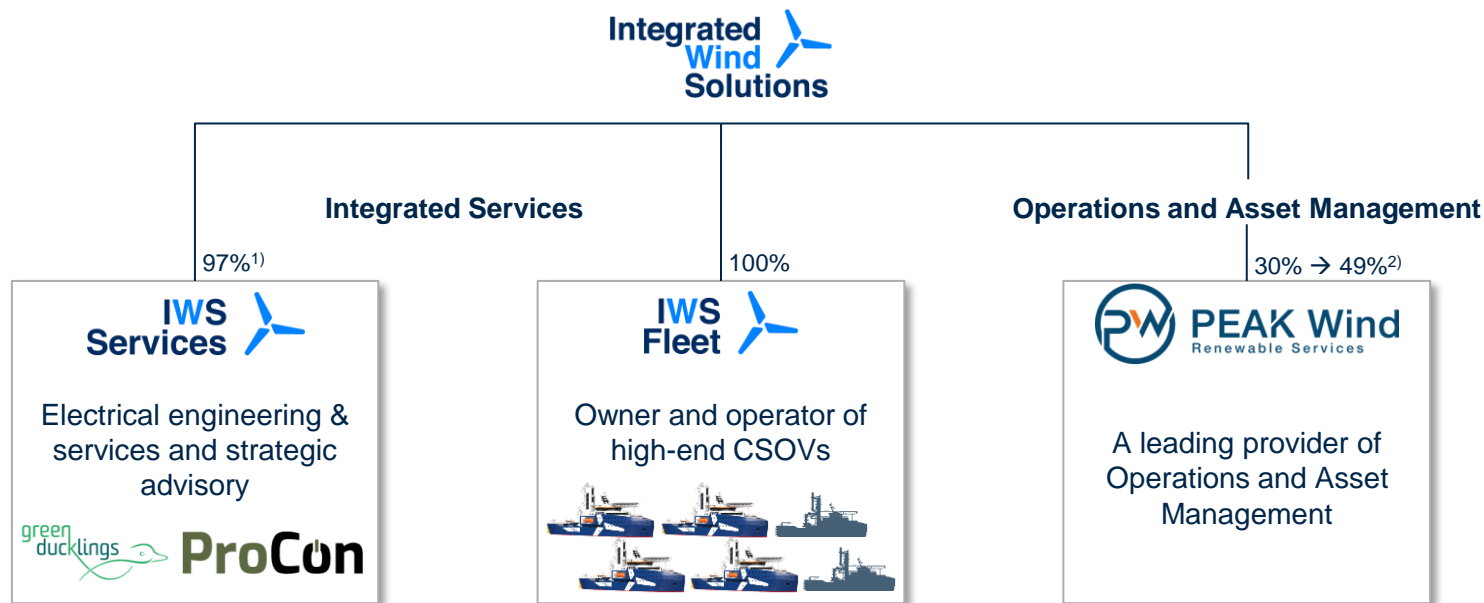 Integrated
Wind
Solutions
Integrated Services
Operations and Asset Management
97%1)
100%
30% → 49%2)
IWS
Services
Electrical engineering &
services and strategic
advisory
green
ducklings
ProCon
IWS
Fleet
Owner and operator of
high-end CSOVs
PW
PEAK Wind
Renewable Services
A leading provider of
Operations and Asset
Management